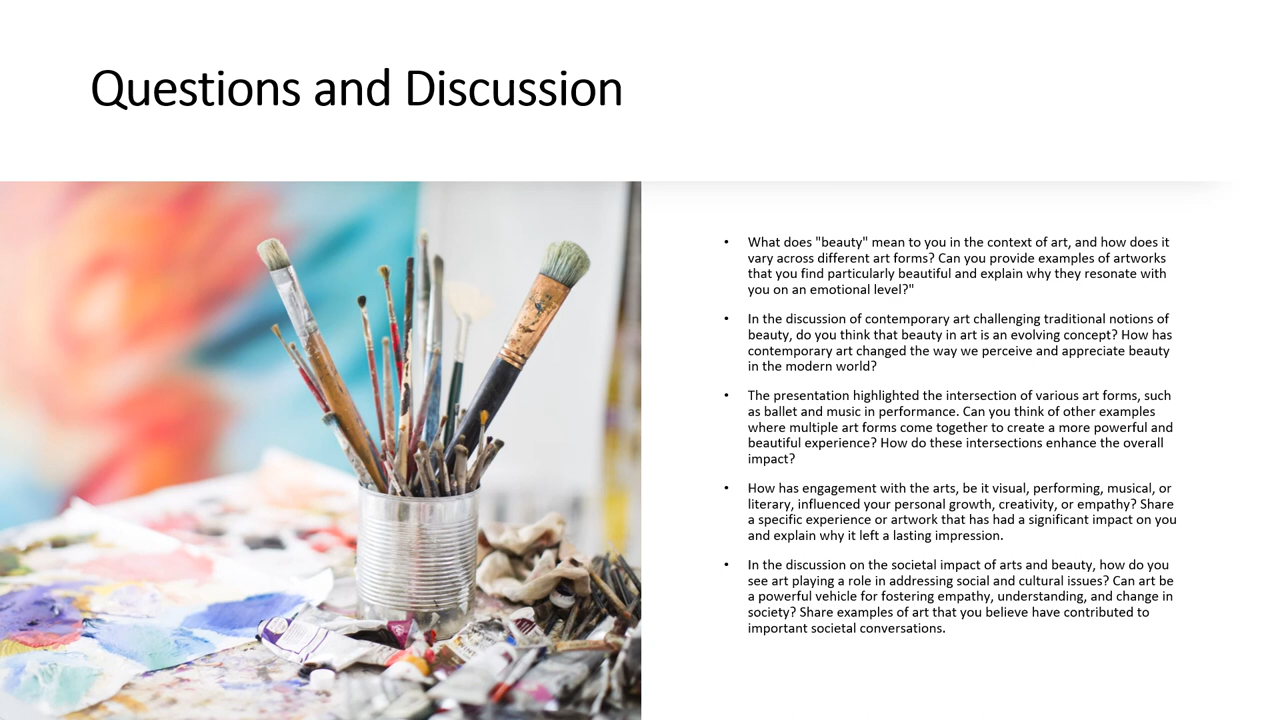 Questions and Discussion
• What does "beauty" mean to you in the context of art, and how does it
vary across different art forms? Can you provide examples of artworks
that you find particularly beautiful and explain why they resonate with
you on an emotional level?"
• In the discussion of contemporary art challenging traditional notions of
beauty, do you think that beauty in art is an evolving concept? How has
contemporary art changed the way we perceive and appreciate beauty
in the modern world?
• The presentation highlighted the intersection of various art forms, such
as ballet and music in performance. Can you think of other examples
where multiple art forms come together to create a more powerful and
beautiful experience? How do these intersections enhance the overall
impact?
• How has engagement with the arts, be it visual, performing, musical, or
literary, influenced your personal growth, creativity, or empathy? Share
a specific experience or artwork that has had a significant impact on you
and explain why it left a lasting impression.
• In the discussion on the societal impact of arts and beauty, how do you
see art playing a role in addressing social and cultural issues? Can art be
a powerful vehicle for fostering empathy, understanding, and change in
society? Share examples of art that you believe have contributed to
important societal conversations.